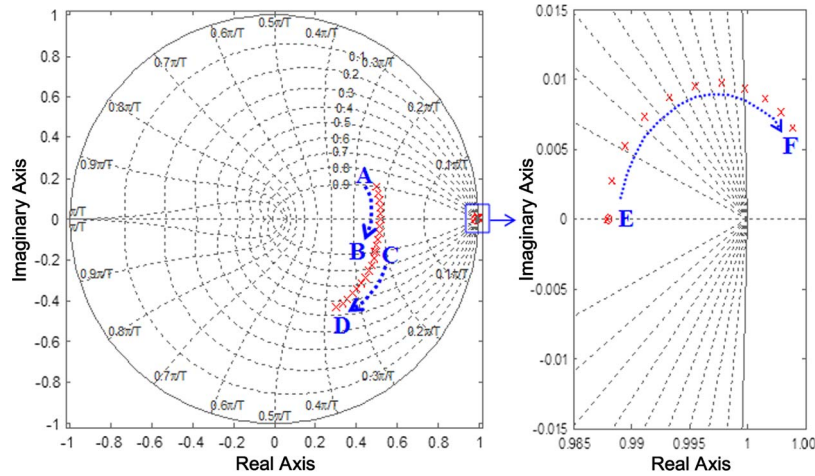 1
0.8
0.6
0.4
0.2
0
-0.2
-0.4
-0.6
-0.8
-1
Imaginary Axis
0.5π/T
0.6π/T
0.4π/T
0.7π/T
0.3π/T
0.8π/T
0.2π/T
0.9π/T
0.1π/T
π/T
π/T
0.9π/T
0.1π/T
0.8π/T
0.2π/T
0.7π/T
0.3π/T
0.6π/T
0.4π/T
0.5π/T
0.1
0.2
0.3
0.4
0.5
0.6
0.7
0.8
0.9
A
B
C
D
-1 -0.8 -0.6 -0.4 -0.2 0 0.2 0.4 0.6 0.8 1
Real Axis
0.015
0.01
0.005
0
-0.005
-0.01
-0.015
Imaginary Axis
E
F
0.985 0.99 0.995 1 1.00
Real Axis